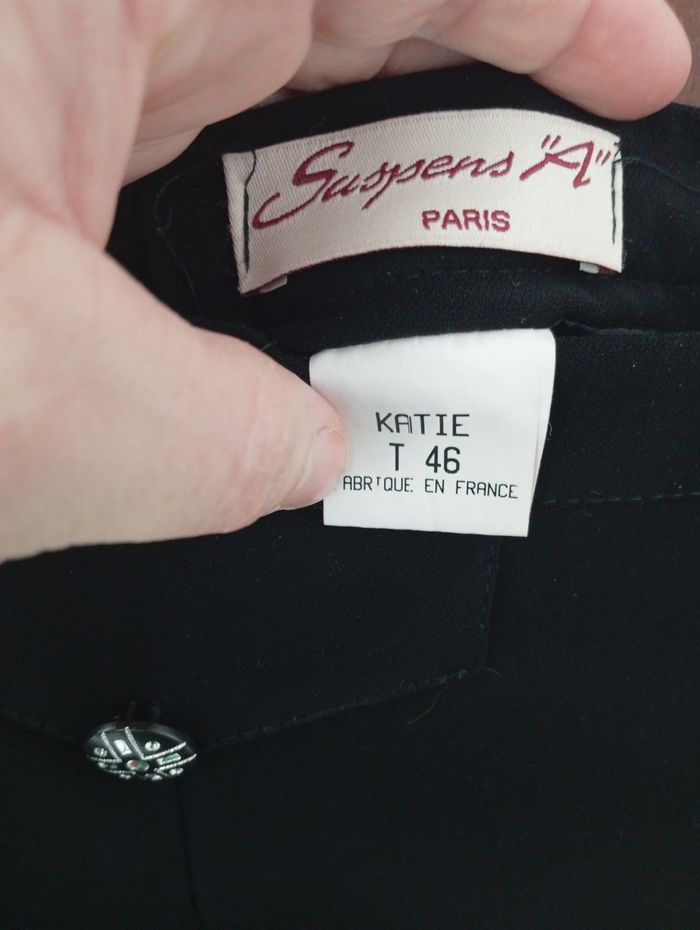 Suspens "A"
PARIS
KATIE
T 46
ABRIQUE EN FRANCE